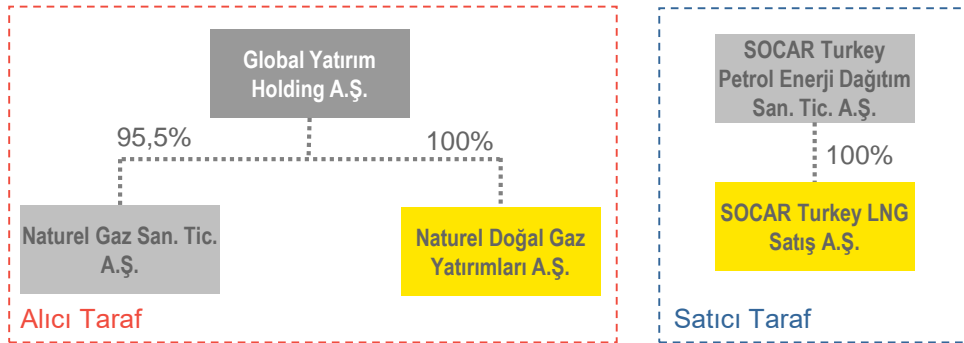 Global Yatırım
Holding A.Ş.
95,5%
100%
Naturel Gaz San. Tic.
A.Ş.
Naturel Doğal Gaz
Yatırımları A.Ş.
Alıcı Taraf
SOCAR Turkey
Petrol Enerji Dağıtım
San. Tic. A.Ş.
100%
SOCAR Turkey LNG
Satış A.Ş.
Satıcı Taraf